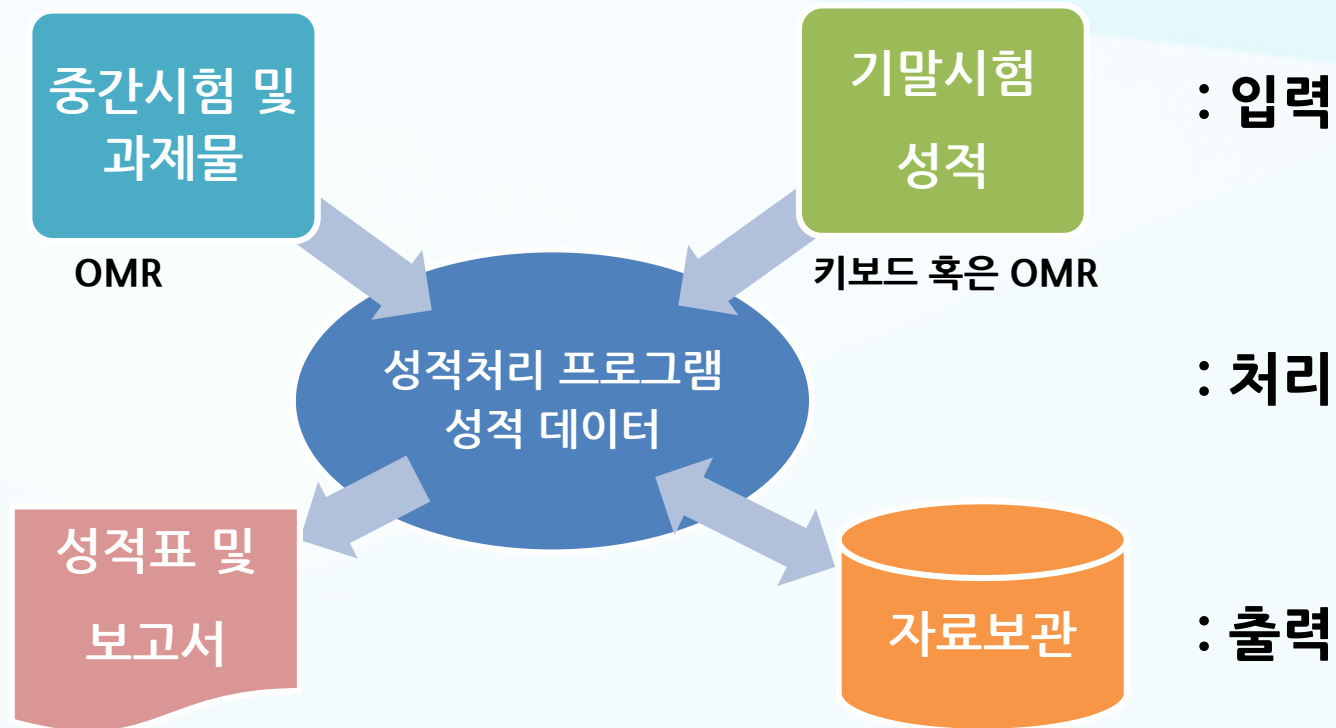 중간시험 및
과제물
기말시험
성적
: 입력
OMR
키보드 혹은 OMR
성적처리 프로그램
성적 데이터
: 처리
성적표 및
보고서
자료보관
: 출력